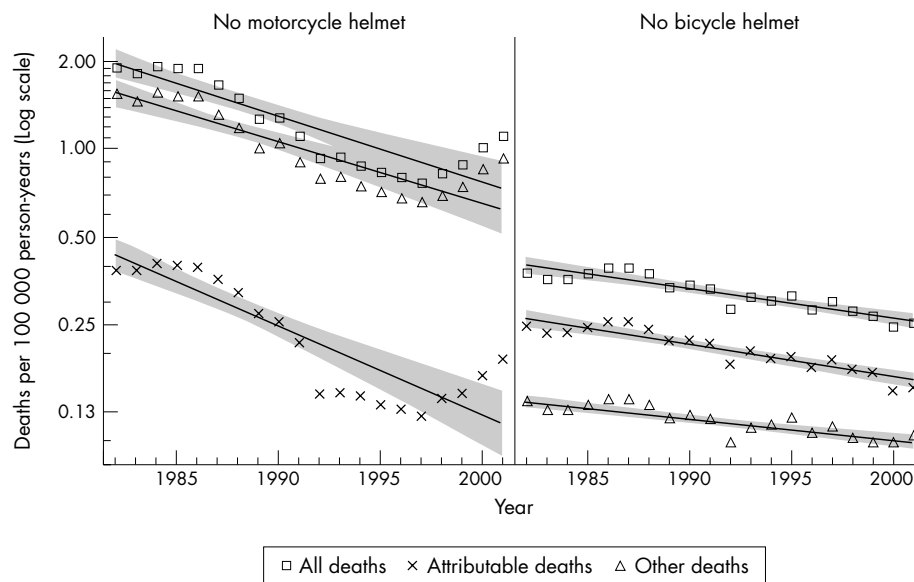 No motorcycle helmet
No bicycle helmet
Deaths per 100 000 person-years (Log scale)
2.00
1.00
0.50
0.25
0.13
1985
1990
1995
2000
1985
1990
1995
2000
Year
All deaths
Attributable deaths
Other deaths